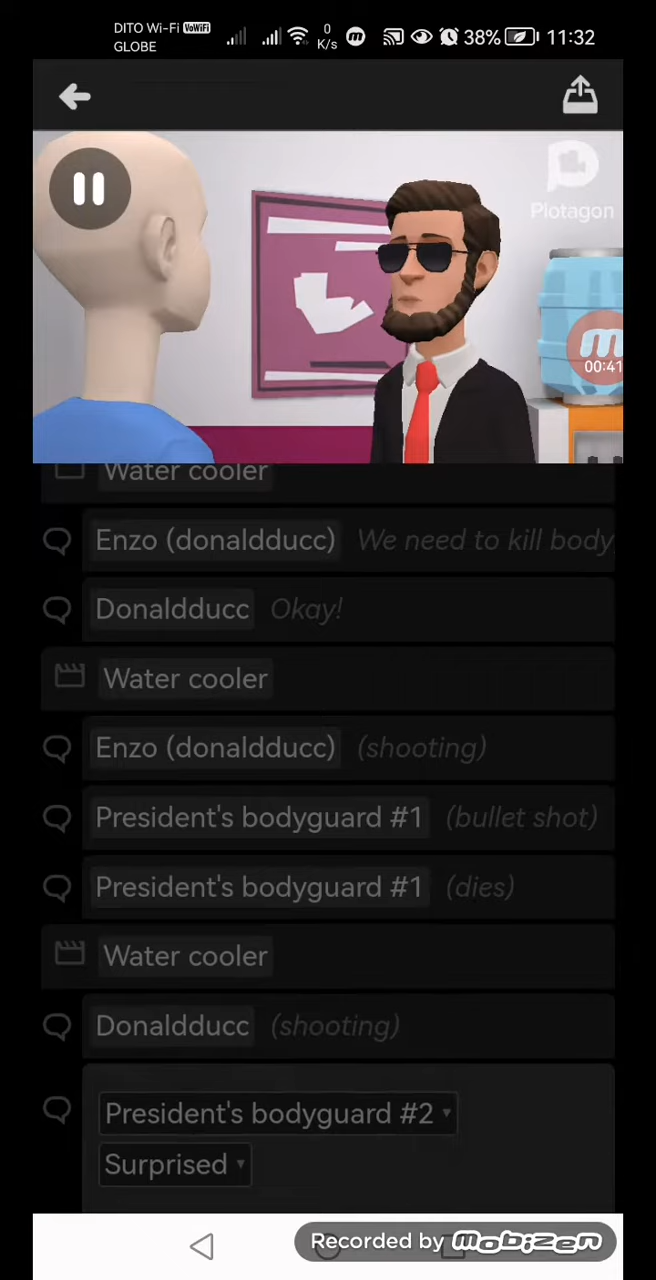 DITO Wi-Fi VoWiFi
GLOBE
0
K/s
38%
11:32
Plotagon
00:41
Water cooler
Enzo (donaldducc) We need to kill body
Donaldducc Okay!
Water cooler
Enzo (donaldducc) (shooting)
President's bodyguard #1 (bullet shot)
President's bodyguard #1 (dies)
Water cooler
Donaldducc (shooting)
President's bodyguard #2
Surprised
Recorded by mobizen